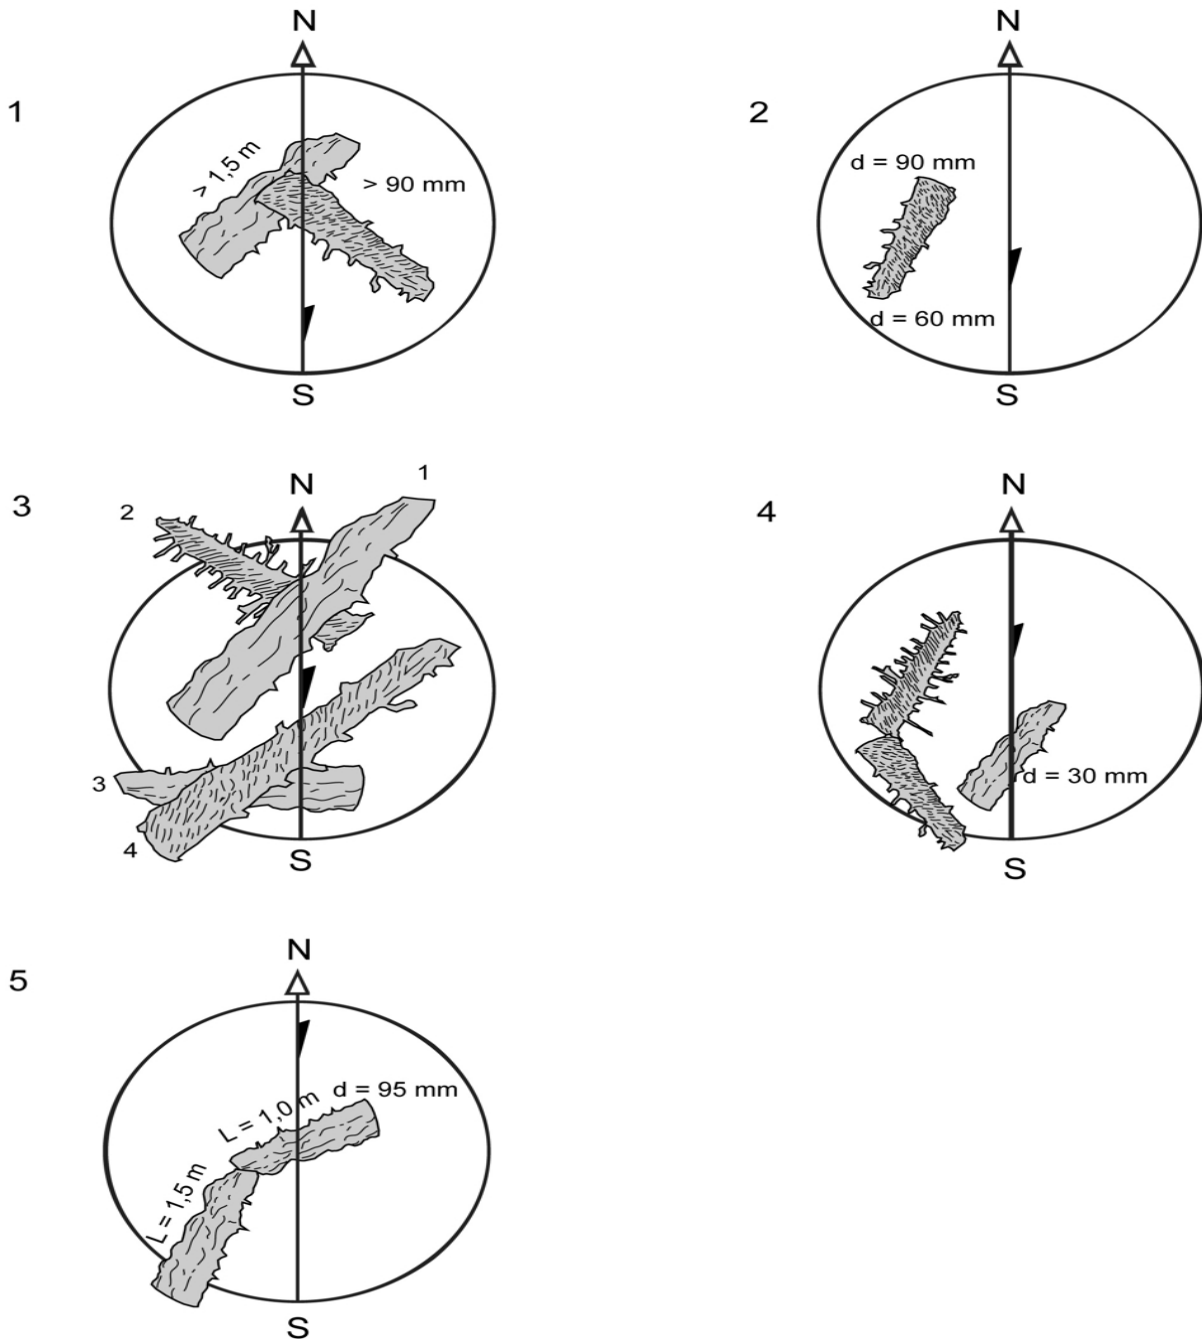 N
1
> 1,5 m
> 90 mm
S
N
2
d = 90 mm
d = 60 mm
S
3
N
1
2
3
4
S
4
N
d = 30 mm
S
5
N
L = 1,0 m
d = 95 mm
L = 1,5 m
S